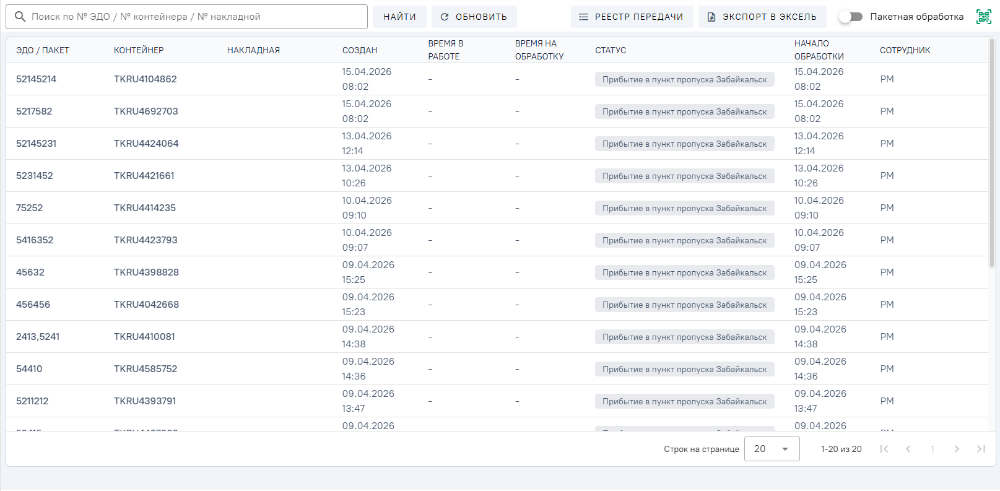 Поиск по № ЭДО / № контейнера / № накладной
НАЙТИ
ОБНОВИТЬ
РЕЕСТР ПЕРЕДАЧИ
ЭКСПОРТ В ЭКСЕЛЬ
Пакетная обработка
ЭДО / ПАКЕТ КОНТЕЙНЕР НАКЛАДНАЯ СОЗДАН ВРЕМЯ В РАБОТЕ ВРЕМЯ НА ОБРАБОТКУ СТАТУС НАЧАЛО ОБРАБОТКИ СОТРУДНИК
52145214 TKRU4104862 15.04.2026 08:02 - - Прибытие в пункт пропуска Забайкальск 15.04.2026 08:02 РМ
5217582 TKRU4692703 15.04.2026 08:02 - - Прибытие в пункт пропуска Забайкальск 15.04.2026 08:02 РМ
52145231 TKRU4424064 13.04.2026 12:14 - - Прибытие в пункт пропуска Забайкальск 13.04.2026 12:14 РМ
5231452 TKRU4421661 13.04.2026 10:26 - - Прибытие в пункт пропуска Забайкальск 13.04.2026 10:26 РМ
75252 TKRU4414235 10.04.2026 09:10 - - Прибытие в пункт пропуска Забайкальск 10.04.2026 09:10 РМ
5416352 TKRU4423793 10.04.2026 09:07 - - Прибытие в пункт пропуска Забайкальск 10.04.2026 09:07 РМ
45632 TKRU4398828 09.04.2026 15:25 - - Прибытие в пункт пропуска Забайкальск 09.04.2026 15:25 РМ
456456 TKRU4042668 09.04.2026 15:23 - - Прибытие в пункт пропуска Забайкальск 09.04.2026 15:23 РМ
2413,5241 TKRU4410081 09.04.2026 14:38 - - Прибытие в пункт пропуска Забайкальск 09.04.2026 14:38 РМ
54410 TKRU4585752 09.04.2026 14:36 - - Прибытие в пункт пропуска Забайкальск 09.04.2026 14:36 РМ
5211212 TKRU4393791 09.04.2026 13:47 - - Прибытие в пункт пропуска Забайкальск 09.04.2026 13:47 РМ
09.04.2026 09.04.2026
Строк на странице 20 1-20 из 20 1